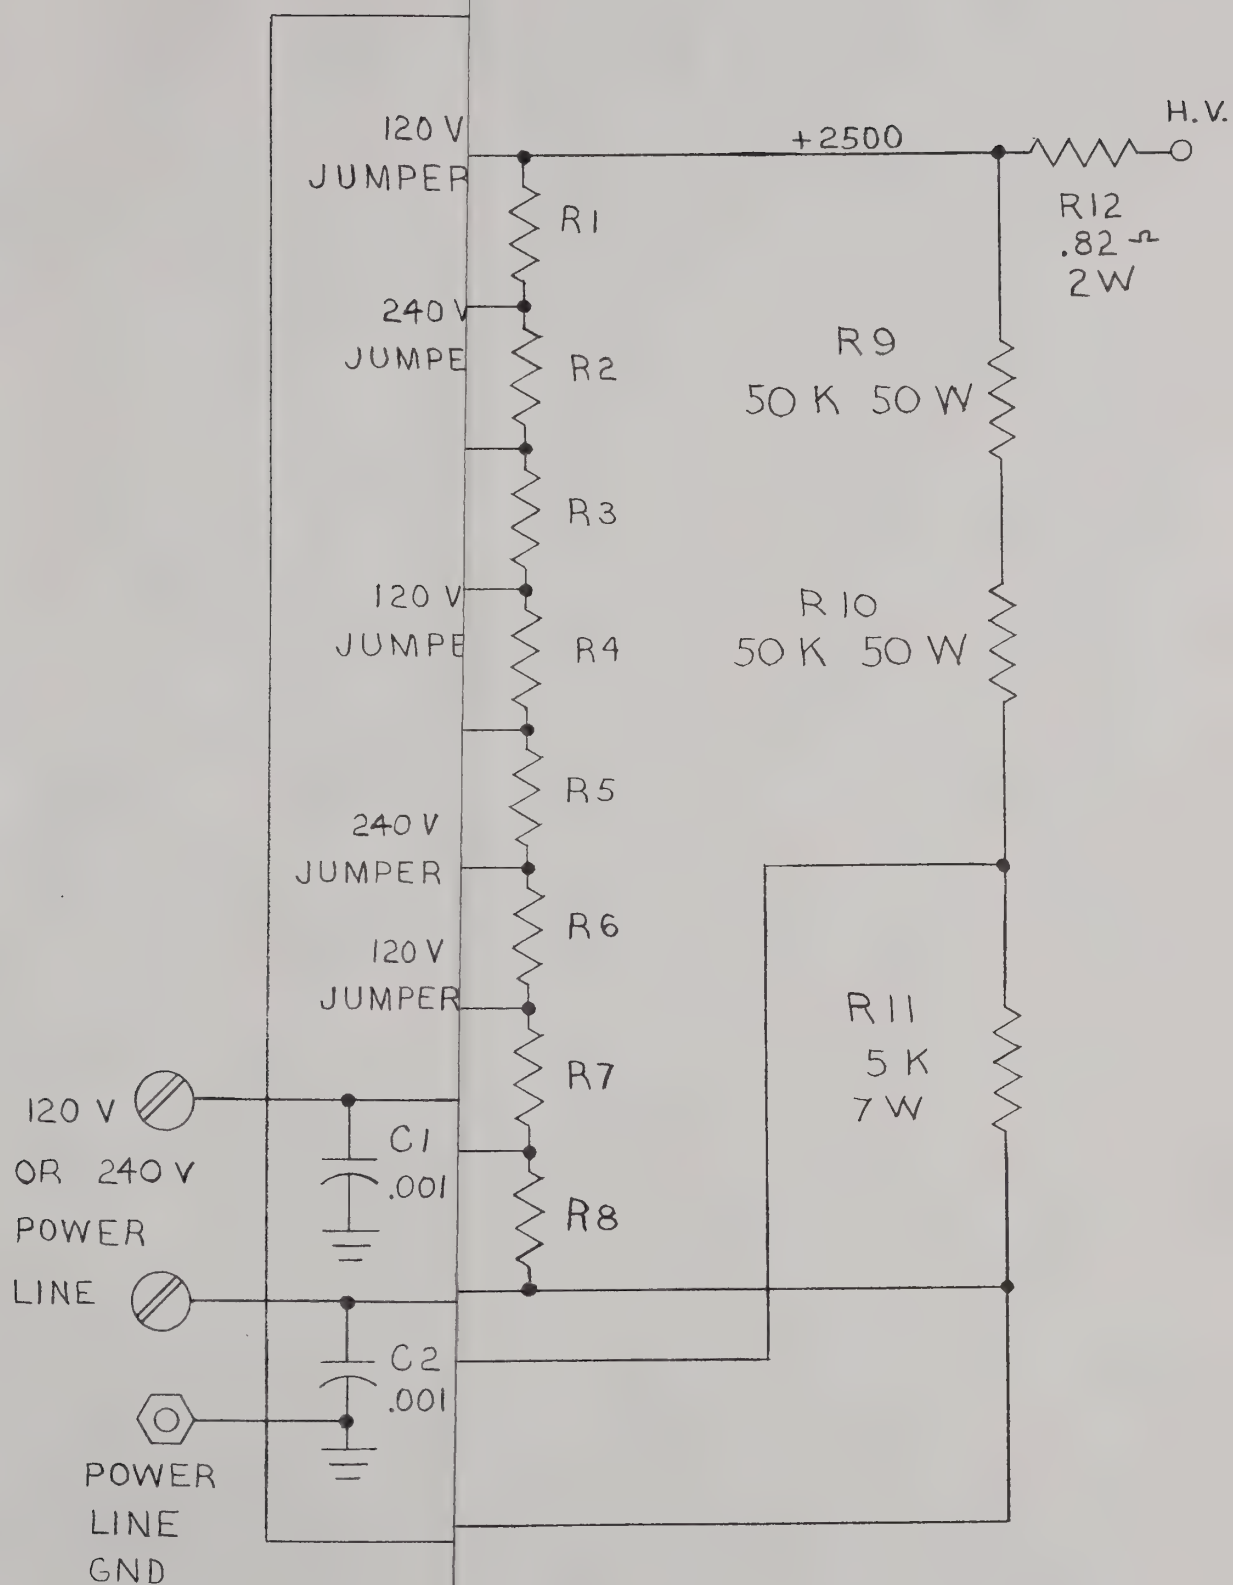 H.V.
120 V
JUMPER
+2500
R12
.82 Ω
2 W
R1
240 V
JUMPE
R2
R9
50 K 50 W
R3
120 V
JUMPE
R4
R10
50 K 50 W
R5
240 V
JUMPER
R6
120 V
JUMPER
R11
5 K
7 W
R7
120 V
OR 240 V
POWER
LINE
C1
.001
R8
C2
.001
POWER
LINE
GND